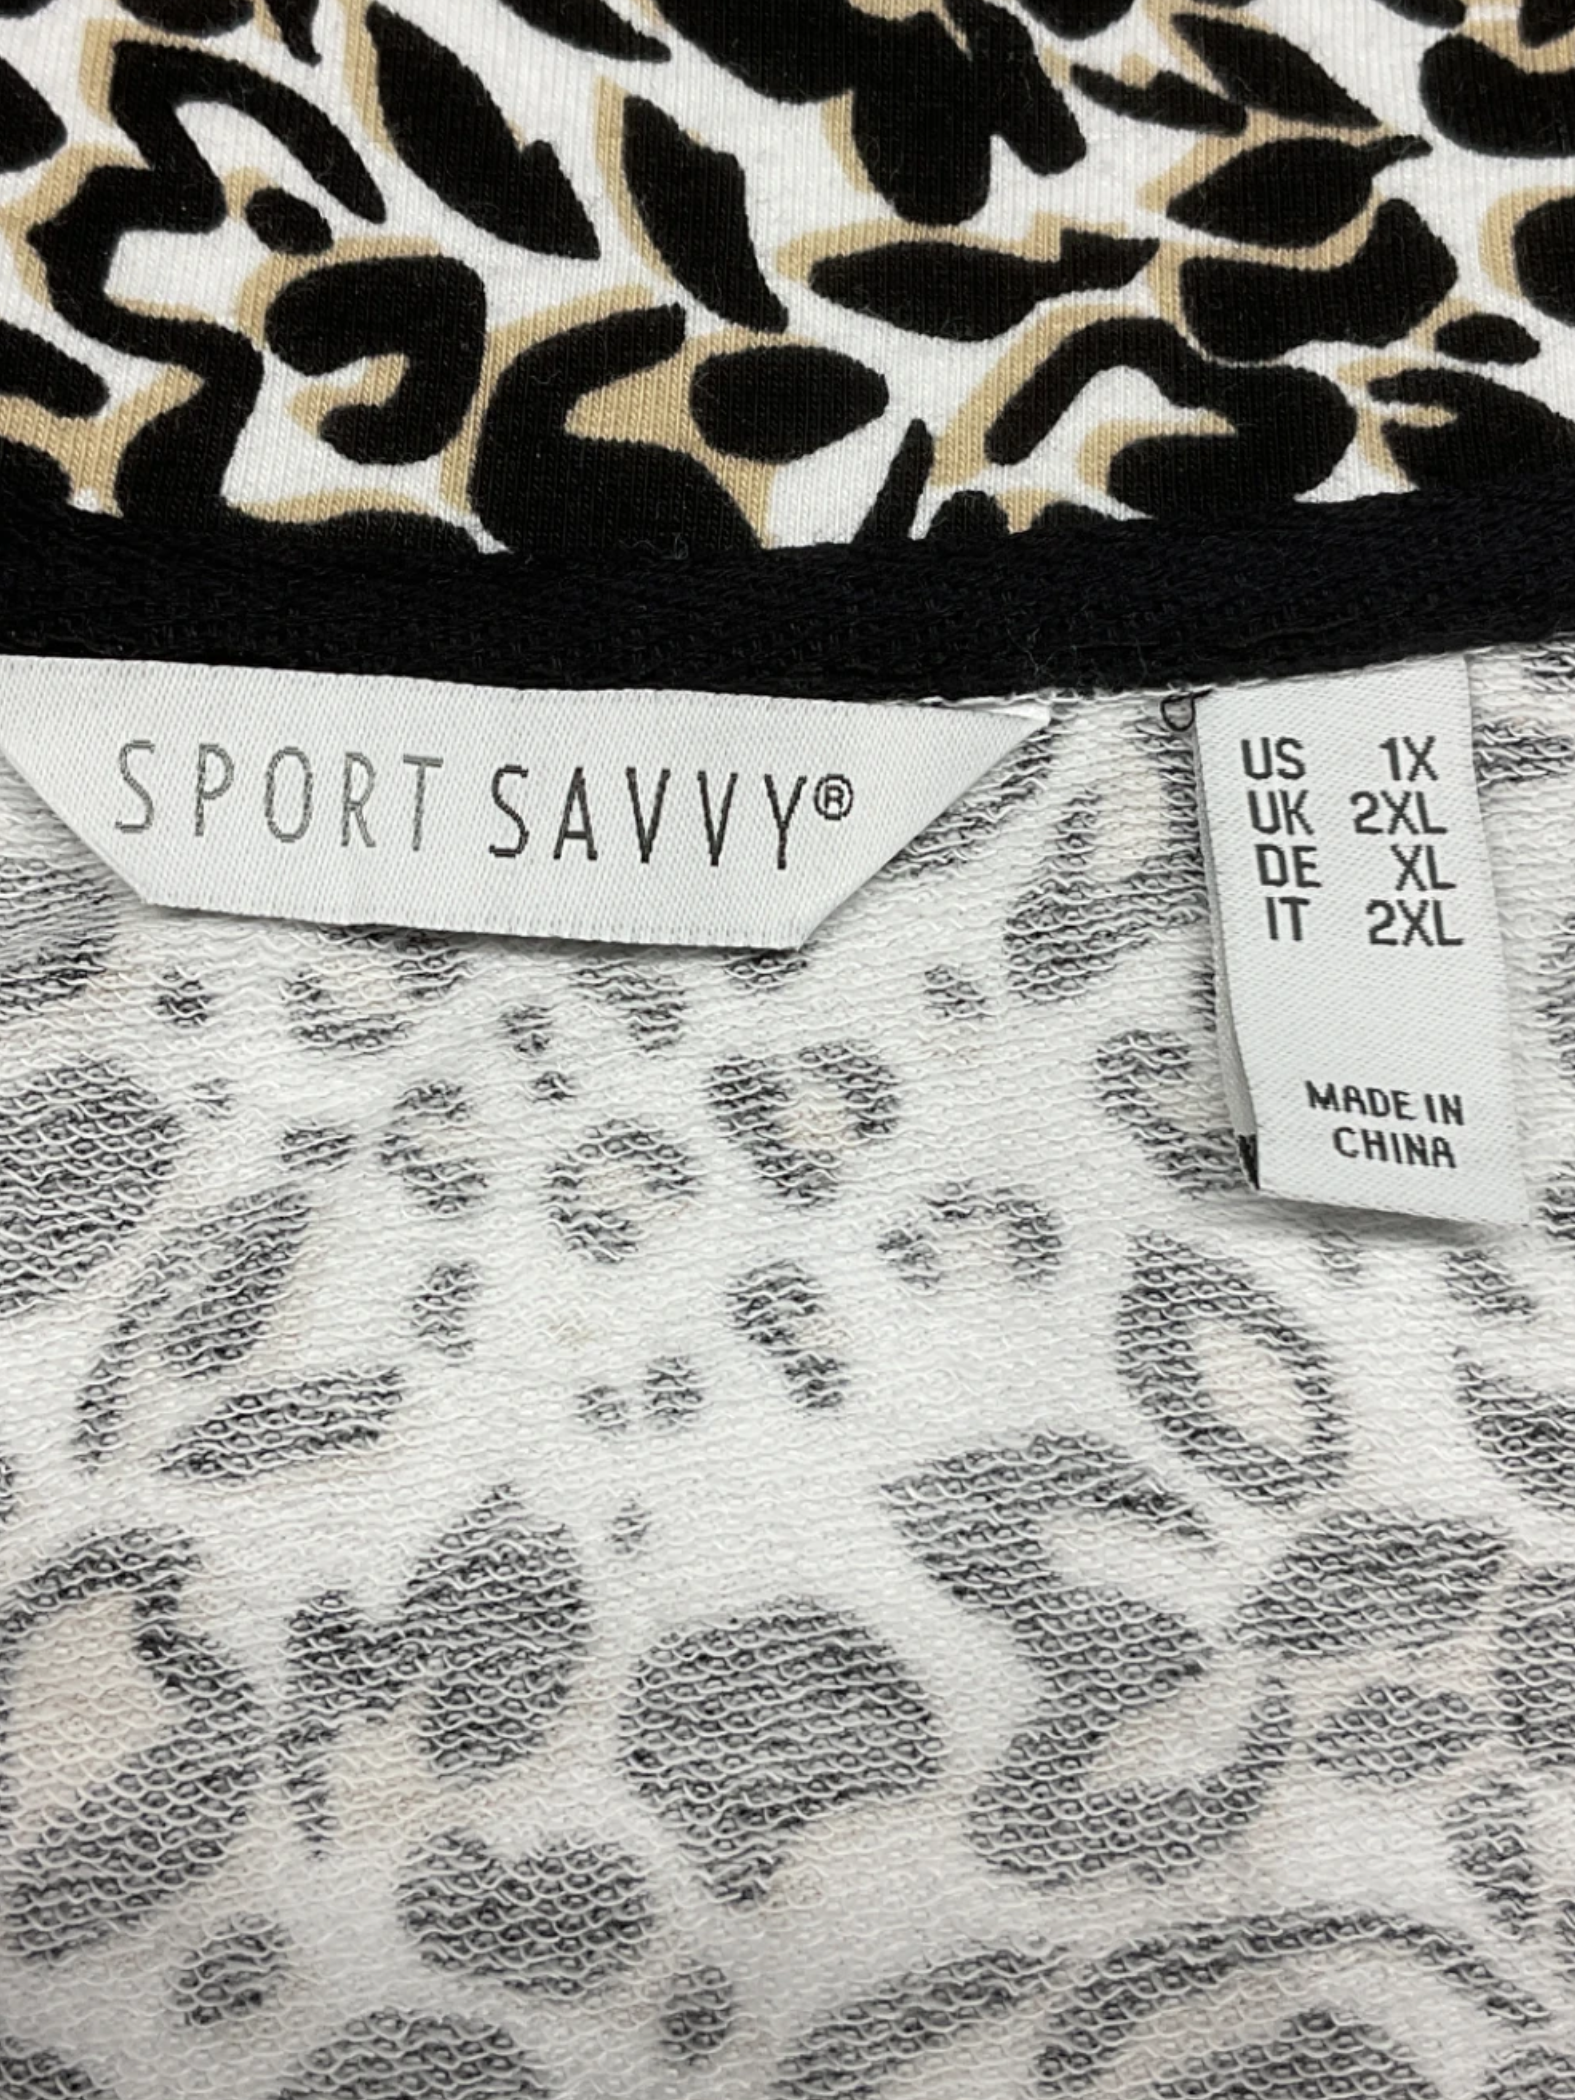 SPORT SAVVY®
US 1X
UK 2XL
DE XL
IT 2XL
MADE IN
CHINA